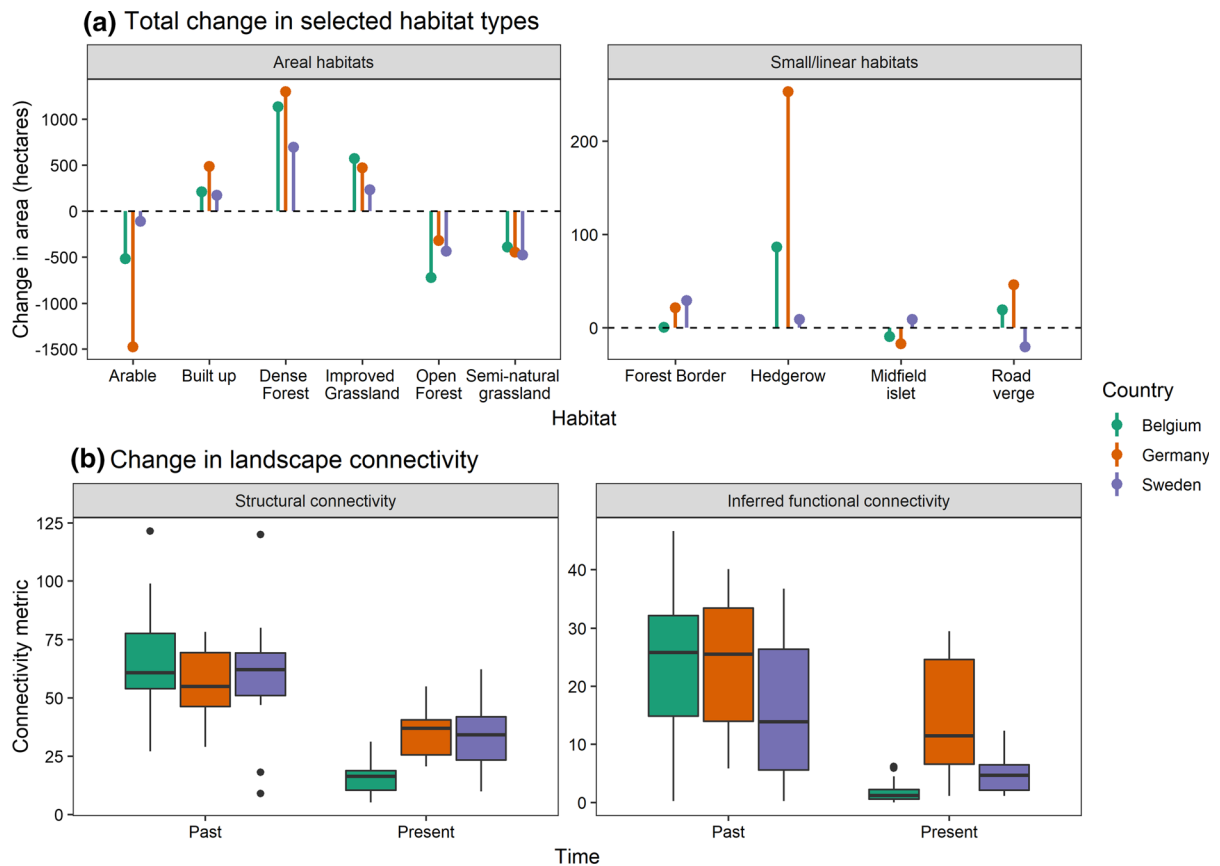 (a) Total change in selected habitat types
Areal habitats
Small/linear habitats
Change in area (hectares)
1000
500
0
-500
-1000
-1500
200
100
0
Arable
Built up
Dense
Forest
Improved
Grassland
Open
Forest
Semi-natural
grassland
Forest Border
Hedgerow
Midfield
islet
Road
verge
Habitat
Country
Belgium
Germany
Sweden
(b) Change in landscape connectivity
Structural connectivity
Inferred functional connectivity
Connectivity metric
125
100
75
50
25
0
40
30
20
10
0
Past
Present
Past
Present
Time